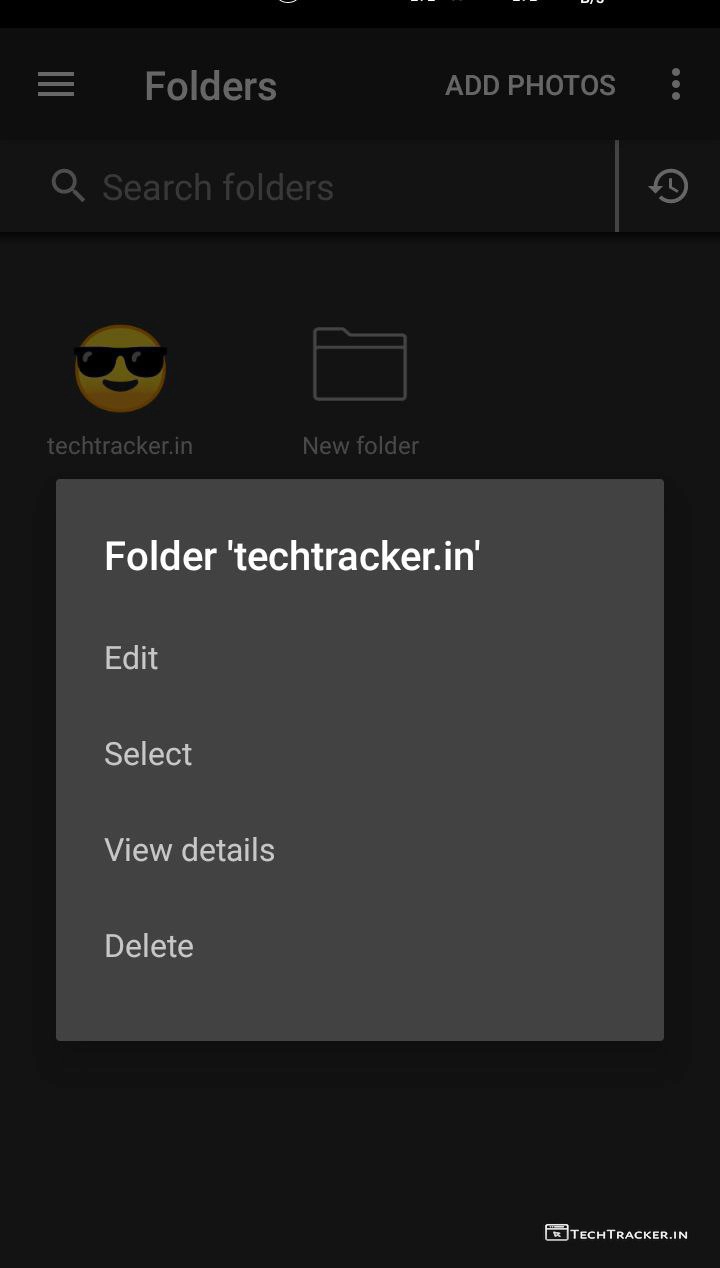 Folders
ADD PHOTOS
Search folders
techtracker.in
New folder
Folder 'techtracker.in'
Edit
Select
View details
Delete
TECHTRACKER.IN